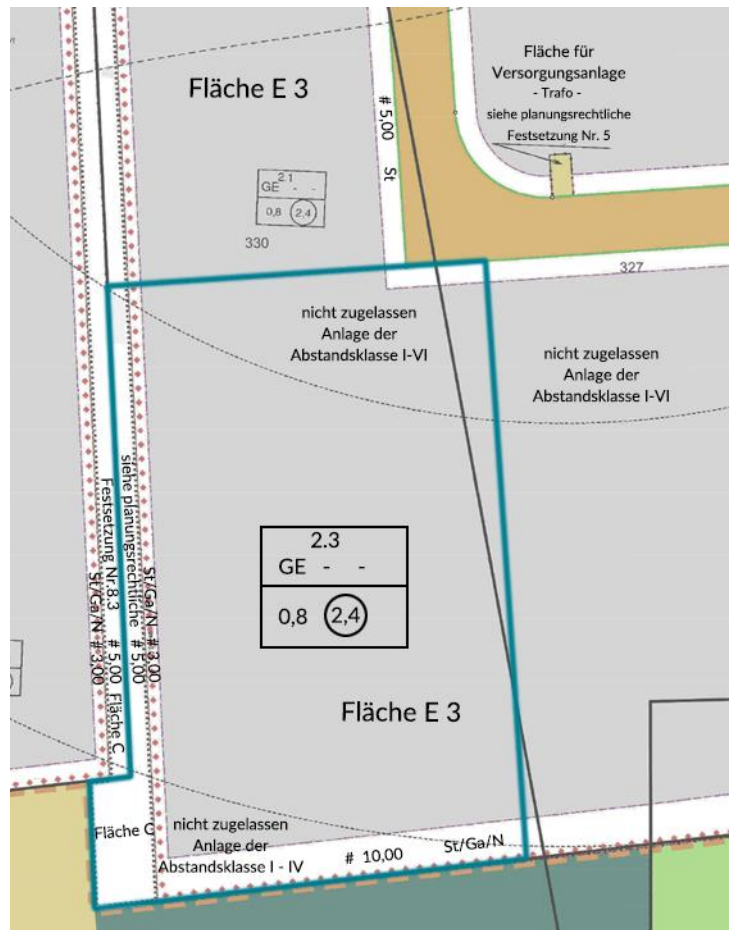 Fläche E 3
Fläche für
Versorgungsanlage
- Trafo -
siehe planungsrechtliche
Festsetzung Nr. 5
# 5,00 St
2.1
GE - -
0,8 2,4
330
327
nicht zugelassen
Anlage der
Abstandsklasse I-VI
nicht zugelassen
Anlage der
Abstandsklasse I-VI
siehe planungsrechtliche # 5,00
Festsetzung Nr.8.3 # 5,00 Fläche C
St/Ga/N # 3,00
St/Ga/N # 3,00
2.3
GE - -
0,8 2,4
Fläche E 3
Fläche C
nicht zugelassen
Anlage der
Abstandsklasse I - IV
# 10,00 St/Ga/N